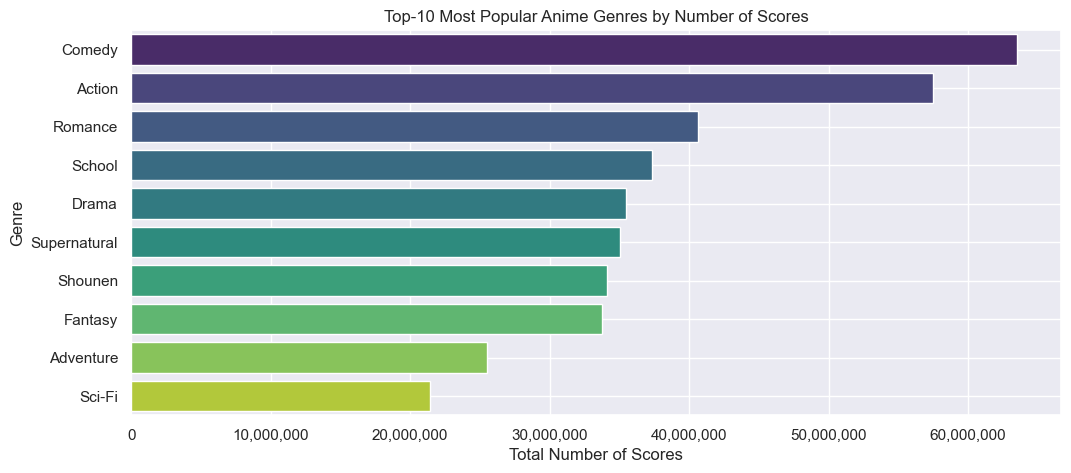 Top-10 Most Popular Anime Genres by Number of Scores
Genre
Comedy
Action
Romance
School
Drama
Supernatural
Shounen
Fantasy
Adventure
Sci-Fi
0 10,000,000 20,000,000 30,000,000 40,000,000 50,000,000 60,000,000
Total Number of Scores